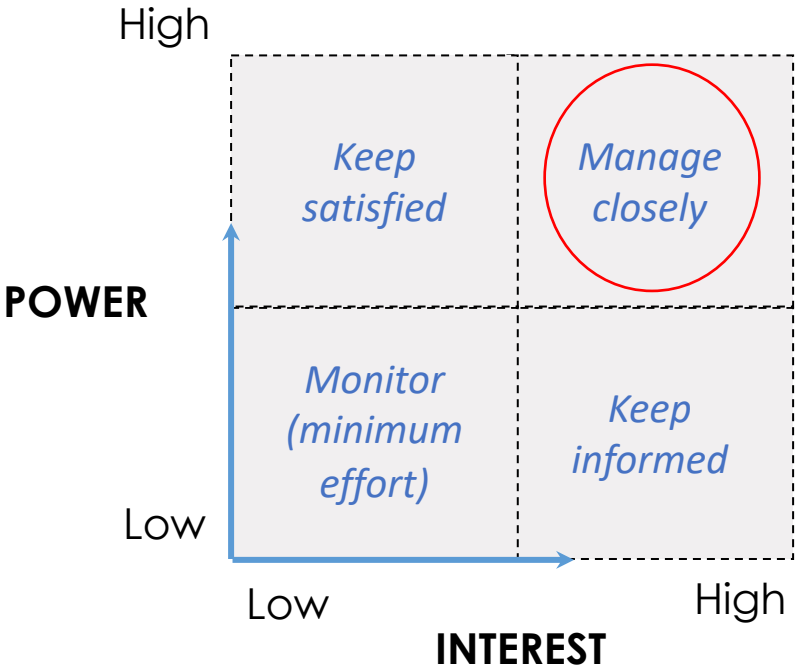 High
Keep
satisfied
Manage
closely
POWER
Monitor
(minimum
effort)
Keep
informed
Low
Low
High
INTEREST